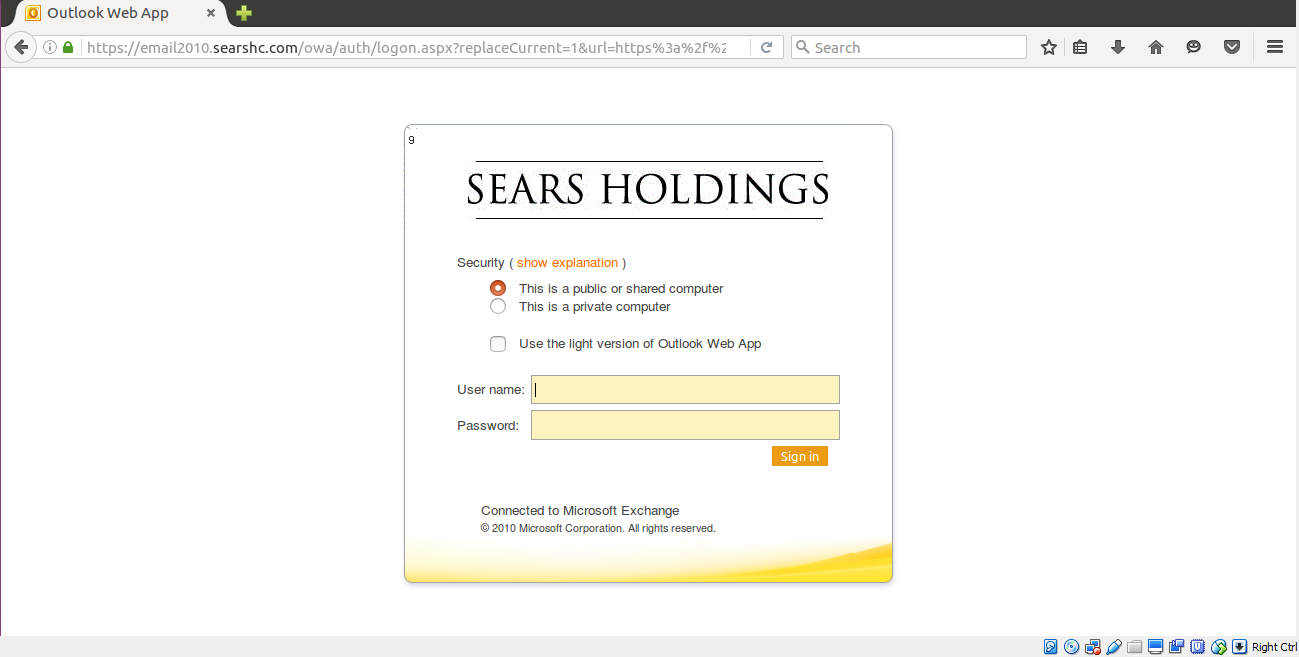 Outlook Web App
https://email2010.searshc.com/owa/auth/logon.aspx?replaceCurrent=1&url=https%3a%2f%2
Search
9
SEARS HOLDINGS
Security ( show explanation )
This is a public or shared computer
This is a private computer
Use the light version of Outlook Web App
User name:
Password:
Sign in
Connected to Microsoft Exchange
© 2010 Microsoft Corporation. All rights reserved.
Right Ctrl